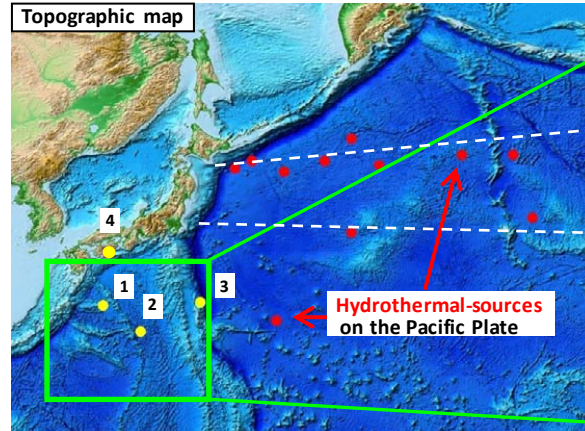 Topographic map
4
1
2
3
Hydrothermal-sources
on the Pacific Plate